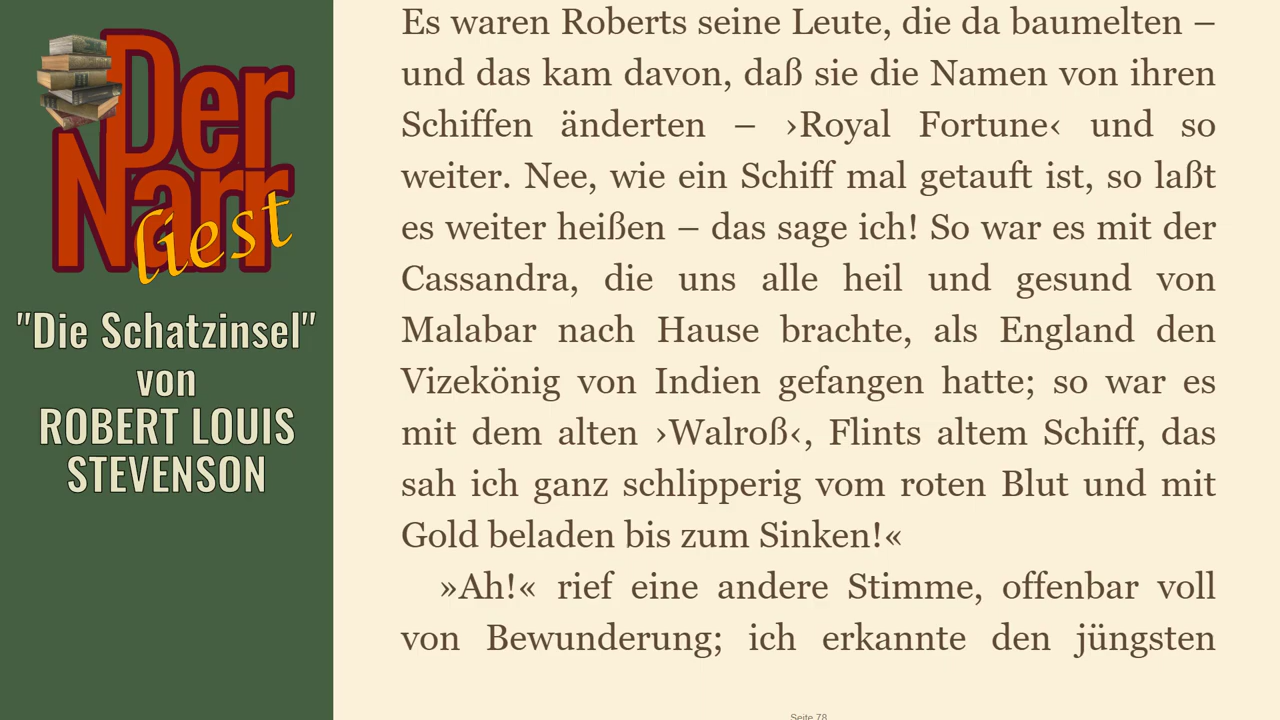 Der
Narr
liest
"Die Schatzinsel"
von
ROBERT LOUIS
STEVENSON
Es waren Roberts seine Leute, die da baumelten –
und das kam davon, daß sie die Namen von ihren
Schiffen änderten – ›Royal Fortune‹ und so
weiter. Nee, wie ein Schiff mal getauft ist, so laßt
es weiter heißen – das sage ich! So war es mit der
Cassandra, die uns alle heil und gesund von
Malabar nach Hause brachte, als England den
Vizekönig von Indien gefangen hatte; so war es
mit dem alten ›Walroß‹, Flints altem Schiff, das
sah ich ganz schlipperig vom roten Blut und mit
Gold beladen bis zum Sinken!«
»Ah!« rief eine andere Stimme, offenbar voll
von Bewunderung; ich erkannte den jüngsten
Seite 78